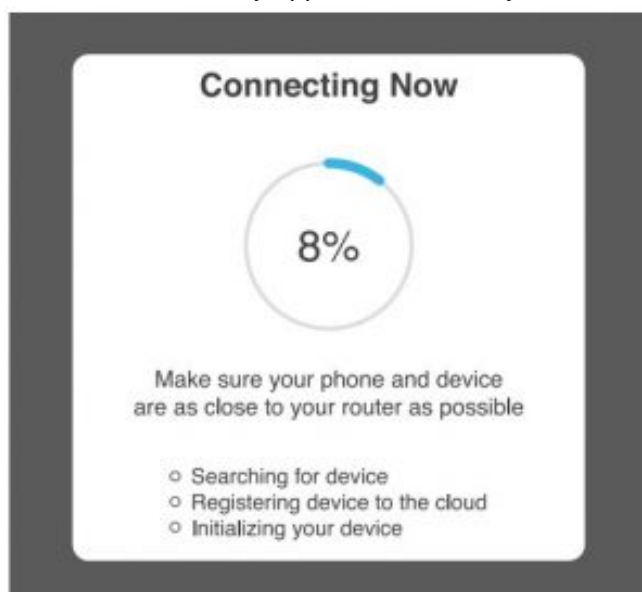 Connecting Now
8%
Make sure your phone and device
are as close to your router as possible
Searching for device
Registering device to the cloud
Initializing your device